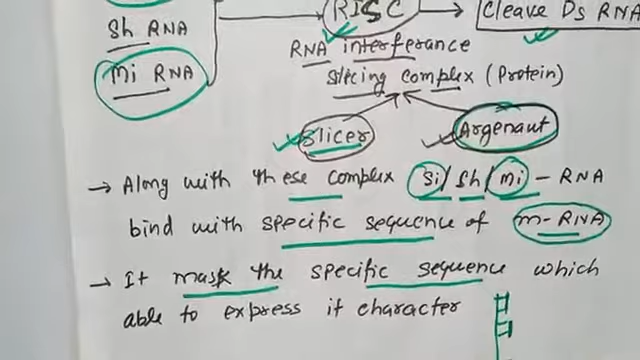 RISC → Cleave Ds RNA
Sh RNA
RNA interferance
Mi RNA
Slicing complex (Protein)
Slicer
Argenaut
→ Along with these complex Si/Sh/Mi - RNA
bind with specific sequence of m-RNA
→ It mask the specific sequence which
able to express it character